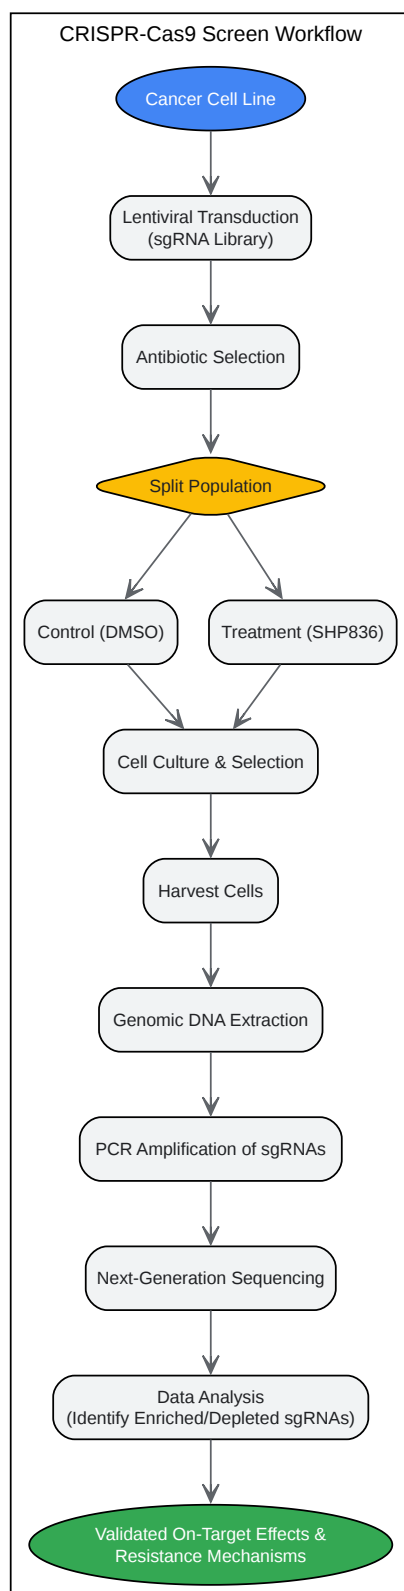 CRISPR-Cas9 Screen Workflow
Cancer Cell Line
Lentiviral Transduction
(sgRNA Library)
Antibiotic Selection
Split Population
Control (DMSO)
Treatment (SHP836)
Cell Culture & Selection
Harvest Cells
Genomic DNA Extraction
PCR Amplification of sgRNAs
Next-Generation Sequencing
Data Analysis
(Identify Enriched/Depleted sgRNAs)
Validated On-Target Effects &
Resistance Mechanisms